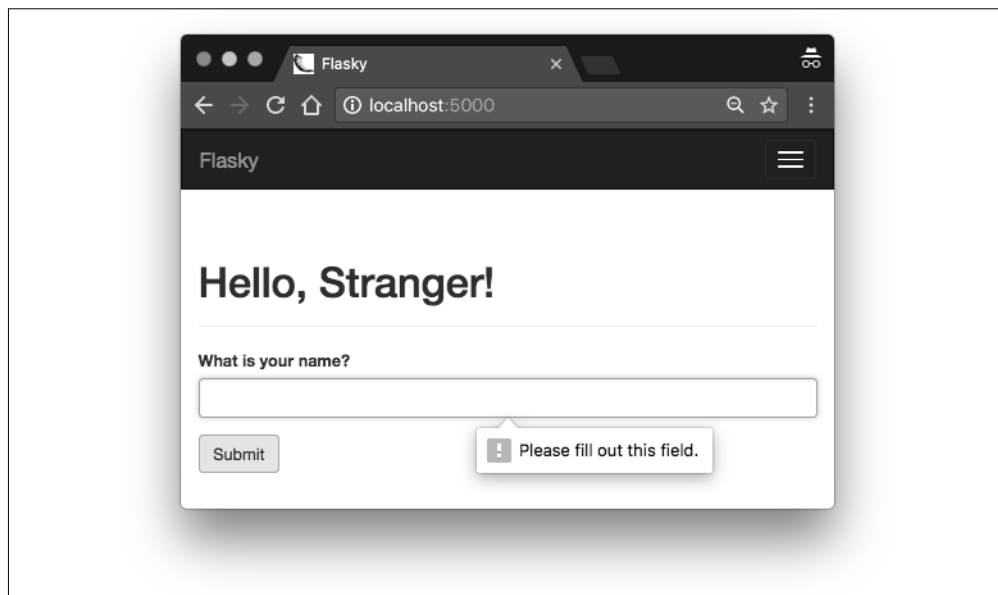 Flasky
localhost:5000
Flasky
Hello, Stranger!
What is your name?
Please fill out this field.
Submit